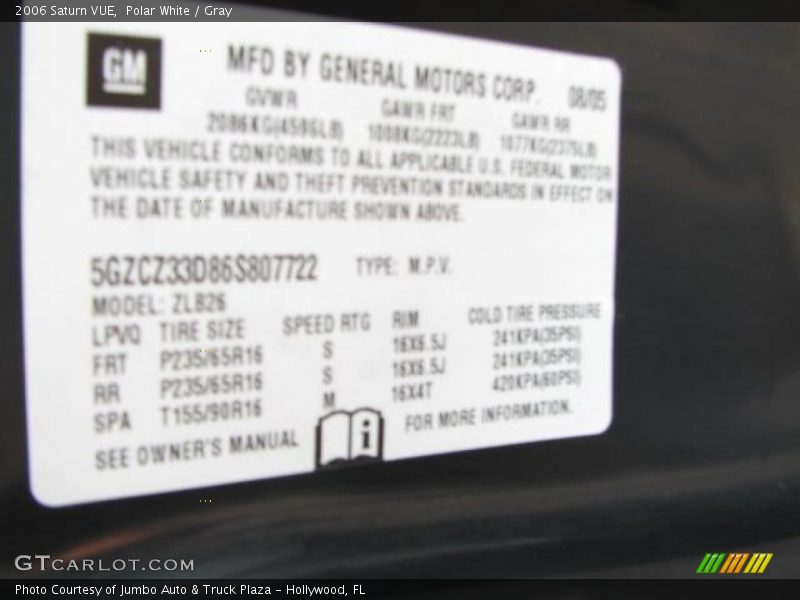 2006 Saturn VUE,  Polar White / Gray
GM
MFD BY GENERAL MOTORS CORP. 08/05
GVWR GAWR FRT GAWR RR
2086KG(4596LB) 1008KG(2223LB) 1077KG(2375LB)
THIS VEHICLE CONFORMS TO ALL APPLICABLE U.S. FEDERAL MOTOR
VEHICLE SAFETY AND THEFT PREVENTION STANDARDS IN EFFECT ON
THE DATE OF MANUFACTURE SHOWN ABOVE.
5GZCZ33D86S807722 TYPE: M.P.V.
MODEL: ZLB26
LPVO TIRE SIZE SPEED RTG RIM COLD TIRE PRESSURE
FRT P235/65R16 S 16X6.5J 241KPA(35PSI)
RR P235/65R16 S 16X6.5J 241KPA(35PSI)
SPA T155/90R16 M 16X4T 420KPA(60PSI)
SEE OWNER'S MANUAL i FOR MORE INFORMATION.
GTCARLOT.COM
Photo Courtesy of Jumbo Auto & Truck Plaza - Hollywood, FL